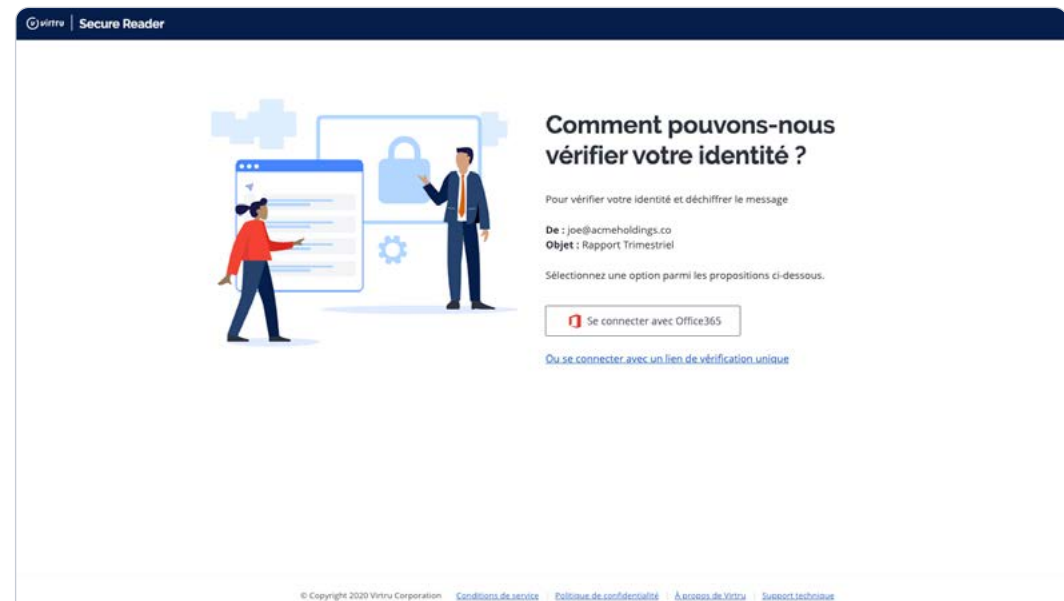 virtru | Secure Reader
Comment pouvons-nous
vérifier votre identité ?
Pour vérifier votre identité et déchiffrer le message
De : joe@acmeholdings.co
Objet : Rapport Trimestriel
Sélectionnez une option parmi les propositions ci-dessous.
Se connecter avec Office365
Ou se connecter avec un lien de vérification unique
© Copyright 2020 Virtru Corporation Conditions de service | Politique de confidentialité | À propos de Virtru | Support technique